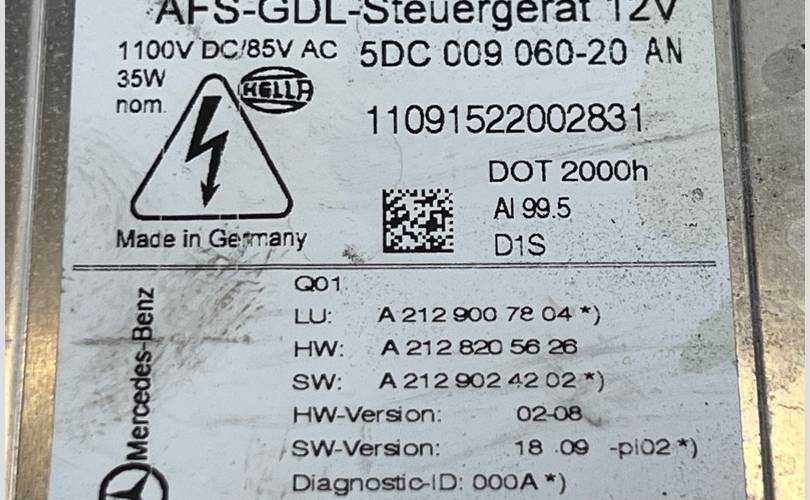 AFS-GDL-Steuergerät 12V
1100V DC/85V AC 5DC 009 060-20 AN
35W
nom.
HELLA
11091522002831
DOT 2000h
Al 99.5
Made in Germany
D1S
Mercedes-Benz
Q01
LU: A 212 900 78 04 *)
HW: A 212 820 56 26
SW: A 212 902 42 02 *)
HW-Version: 02-08
SW-Version: 18 .09 -pi02 *)
Diagnostic-ID: 000A *)